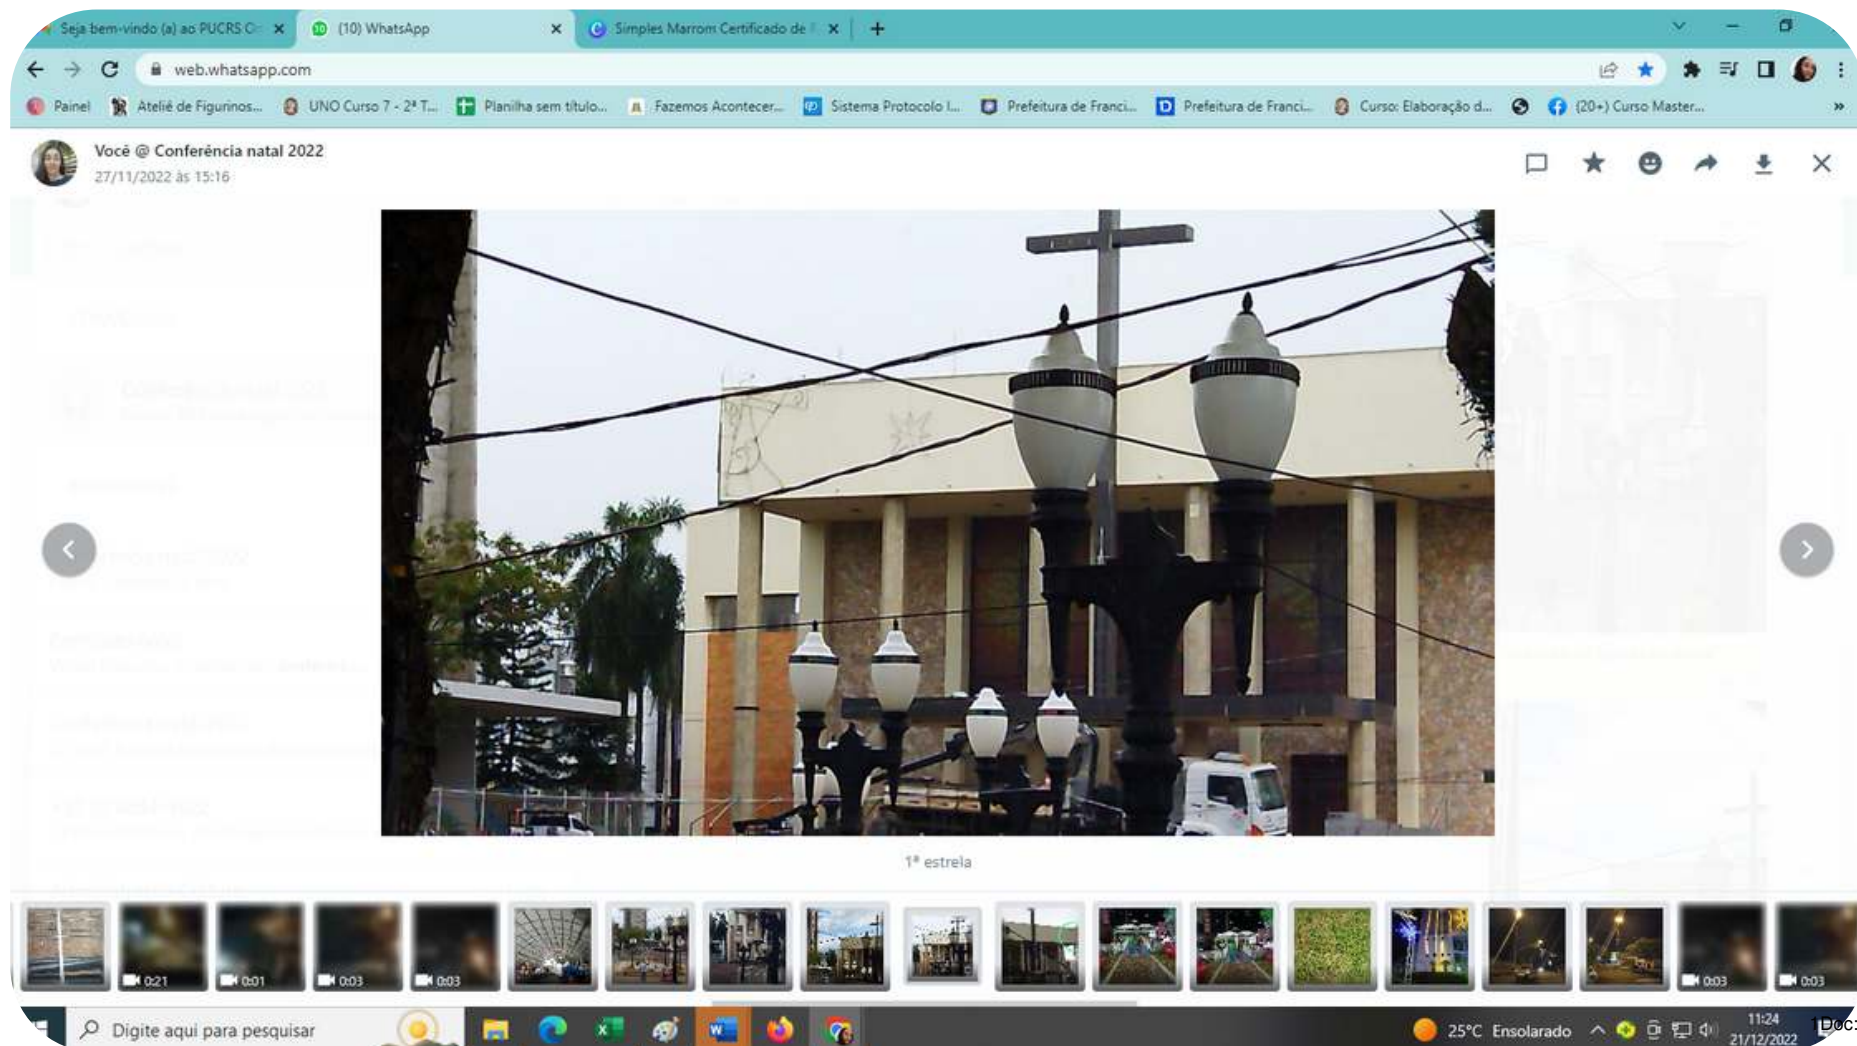 Seja bem-vindo (a) ao PUCRS O
(10) WhatsApp
Simples Marrom Certificado de
web.whatsapp.com
Painel
Ateliê de Figurinos...
UNO Curso 7 - 2ª T...
Planilha sem título...
Fazemos Acontecer...
Sistema Protocolo I...
Prefeitura de Franci...
Prefeitura de Franci...
Curso: Elaboração d...
(20+) Curso Master...
Você @ Conferência natal 2022
27/11/2022 às 15:16
1ª estrela
0:21
0:01
0:03
0:03
0:03
0:03
Digite aqui para pesquisar
25°C Ensolarado
11:24
21/12/2022
1Doc: